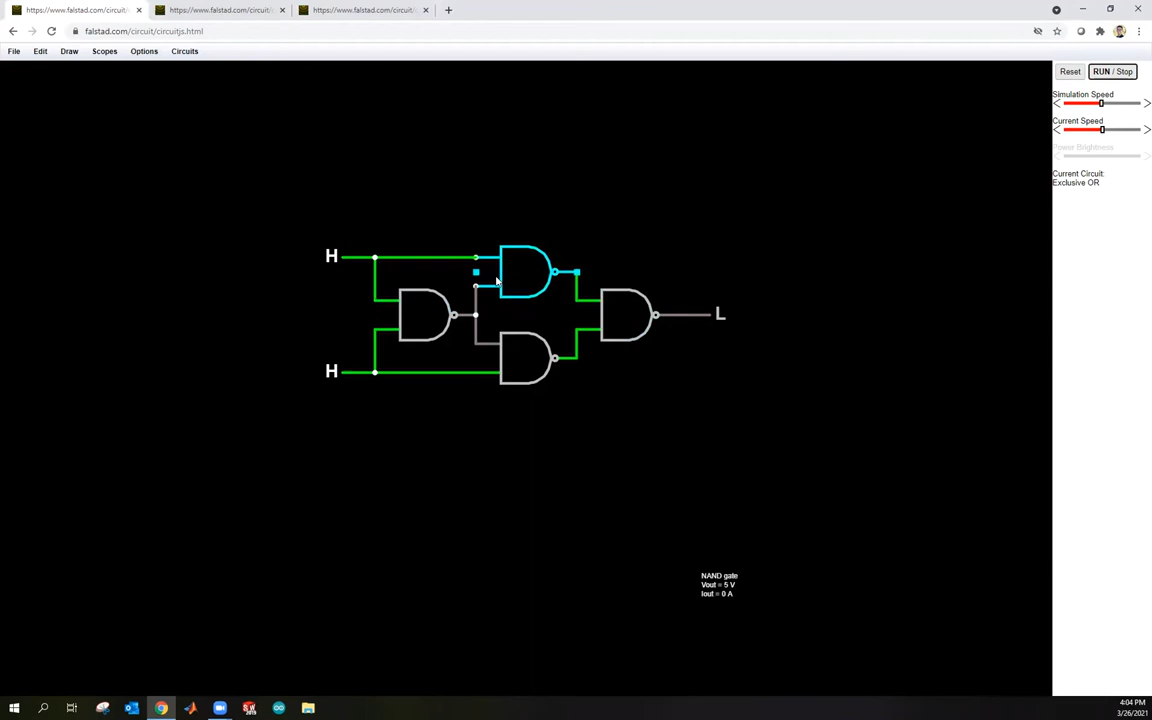 https://www.falstad.com/circuit/
https://www.falstad.com/circuit/
https://www.falstad.com/circuit/
falstad.com/circuit/circuitjs.html
File Edit Draw Scopes Options Circuits
Reset RUN / Stop
Simulation Speed
Current Speed
Power Brightness
Current Circuit:
Exclusive OR
H
L
H
NAND gate
Vout = 5 V
Iout = 0 A
4:04 PM
3/26/2021